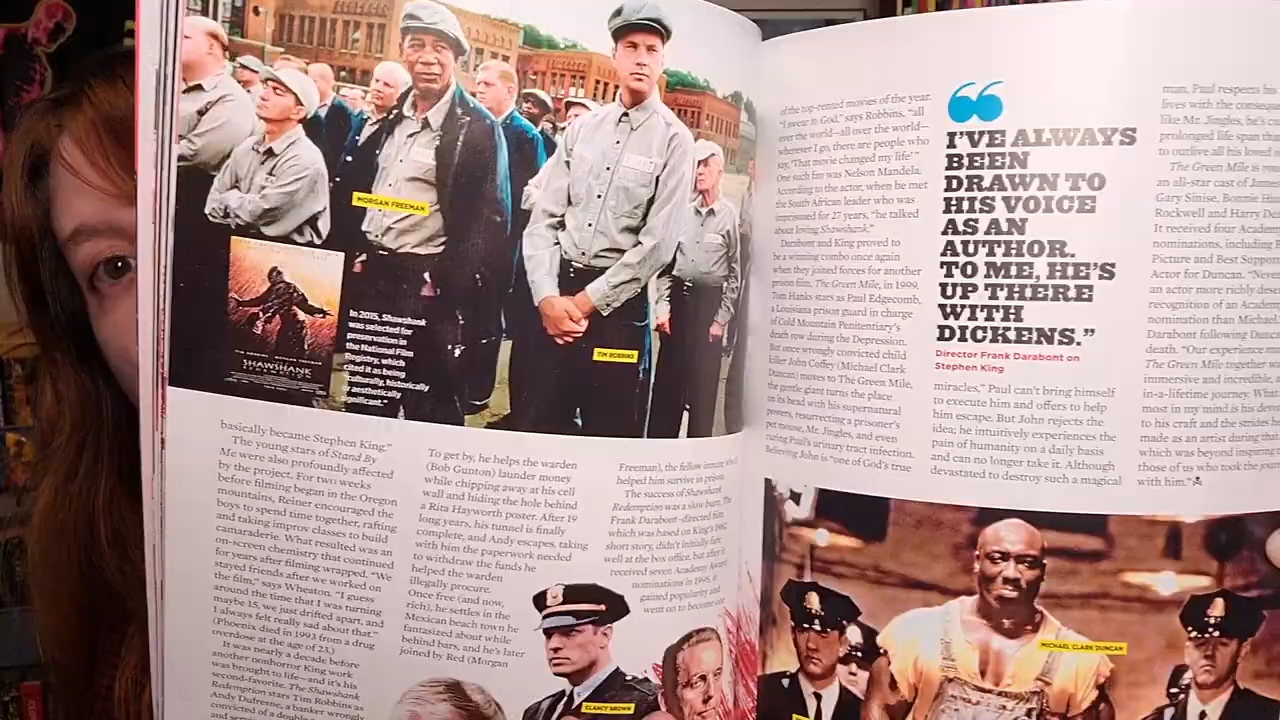 MORGAN FREEMAN
TIM ROBBINS
SHAWSHANK
In 2015, Shawshank
was selected for
preservation in
the National Film
Registry, which
cited it as being
"culturally, historically
or aesthetically
significant."
basically became Stephen King."
The young stars of Stand By
Me were also profoundly affected
by the project. For two weeks
before filming began in the Oregon
mountains, Reiner encouraged the
boys to spend time together, rafting
and taking improv classes to build
camaraderie. What resulted was an
on-screen chemistry that continued
for years after filming wrapped. "We
stayed friends after we worked on
the film," says Wheaton. "I guess
around the time that I was turning
maybe 15, we just drifted apart, and
I always felt really sad about that."
(Phoenix died in 1993 from a drug
overdose at the age of 23.)
It was nearly a decade before
another nonhorror King work
was brought to life—and it's his
second-favorite. The Shawshank
Redemption stars Tim Robbins as
Andy Dufresne, a banker wrongly
convicted of a double
To get by, he helps the warden
(Bob Gunton) launder money
while chipping away at his cell
wall and hiding the hole behind
a Rita Hayworth poster. After 19
long years, his tunnel is finally
complete, and Andy escapes, taking
with him the paperwork needed
to withdraw the funds he
helped the warden
illegally procure.
Once free (and now,
rich), he settles in the
Mexican beach town he
fantasized about while
behind bars, and he's later
joined by Red (Morgan
Freeman), the fellow inmate who'd
helped him survive in prison.
The success of Shawshank
Redemption was a slow burn. The
Frank Darabont–directed film,
which was based on King's 1982
short story, didn't initially fare
well at the box office, but after it
received seven Academy Award
nominations in 1995, it
gained popularity and
went on to become one
CLANCY BROWN
of the top-rented movies of the year.
"I swear to God," says Robbins, "all
over the world—all over the world—
wherever I go, there are people who
say, 'That movie changed my life.'"
One such fan was Nelson Mandela.
According to the actor, when he met
the South African leader who was
imprisoned for 27 years, "he talked
about loving Shawshank."
Darabont and King proved to
be a winning combo once again
when they joined forces for another
prison film, The Green Mile, in 1999.
Tom Hanks stars as Paul Edgecomb,
a Louisiana prison guard in charge
of Cold Mountain Penitentiary's
death row during the Depression.
But once wrongly convicted child
killer John Coffey (Michael Clark
Duncan) moves to The Green Mile,
the gentle giant turns the place
on its head with his supernatural
powers, resurrecting a prisoner's
pet mouse, Mr. Jingles, and even
curing Paul's urinary tract infection.
Believing John is "one of God's true
“
I'VE ALWAYS
BEEN
DRAWN TO
HIS VOICE
AS AN
AUTHOR.
TO ME, HE'S
UP THERE
WITH
DICKENS."
Director Frank Darabont on
Stephen King
miracles," Paul can't bring himself
to execute him and offers to help
him escape. But John rejects the
idea; he intuitively experiences the
pain of humanity on a daily basis
and can no longer take it. Although
devastated to destroy such a magical
man, Paul respects his
lives with the
like Mr. Jingles, he's
prolonged life span
to outlive all his loved
The Green Mile is
an all-star cast of
Gary Sinise, Bonnie
Rockwell and Harry
It received four
nominations, including
Picture and Best
Actor for Duncan.
an actor more richly
recognition of an
nomination than
Darabont following
death. "Our
The Green Mile together
immersive and incredible,
in-a-lifetime journey.
most in my mind is his
to his craft and the strides
made as an artist during
which was beyond
those of us who took the
with him."
MICHAEL CLARK DUNCAN